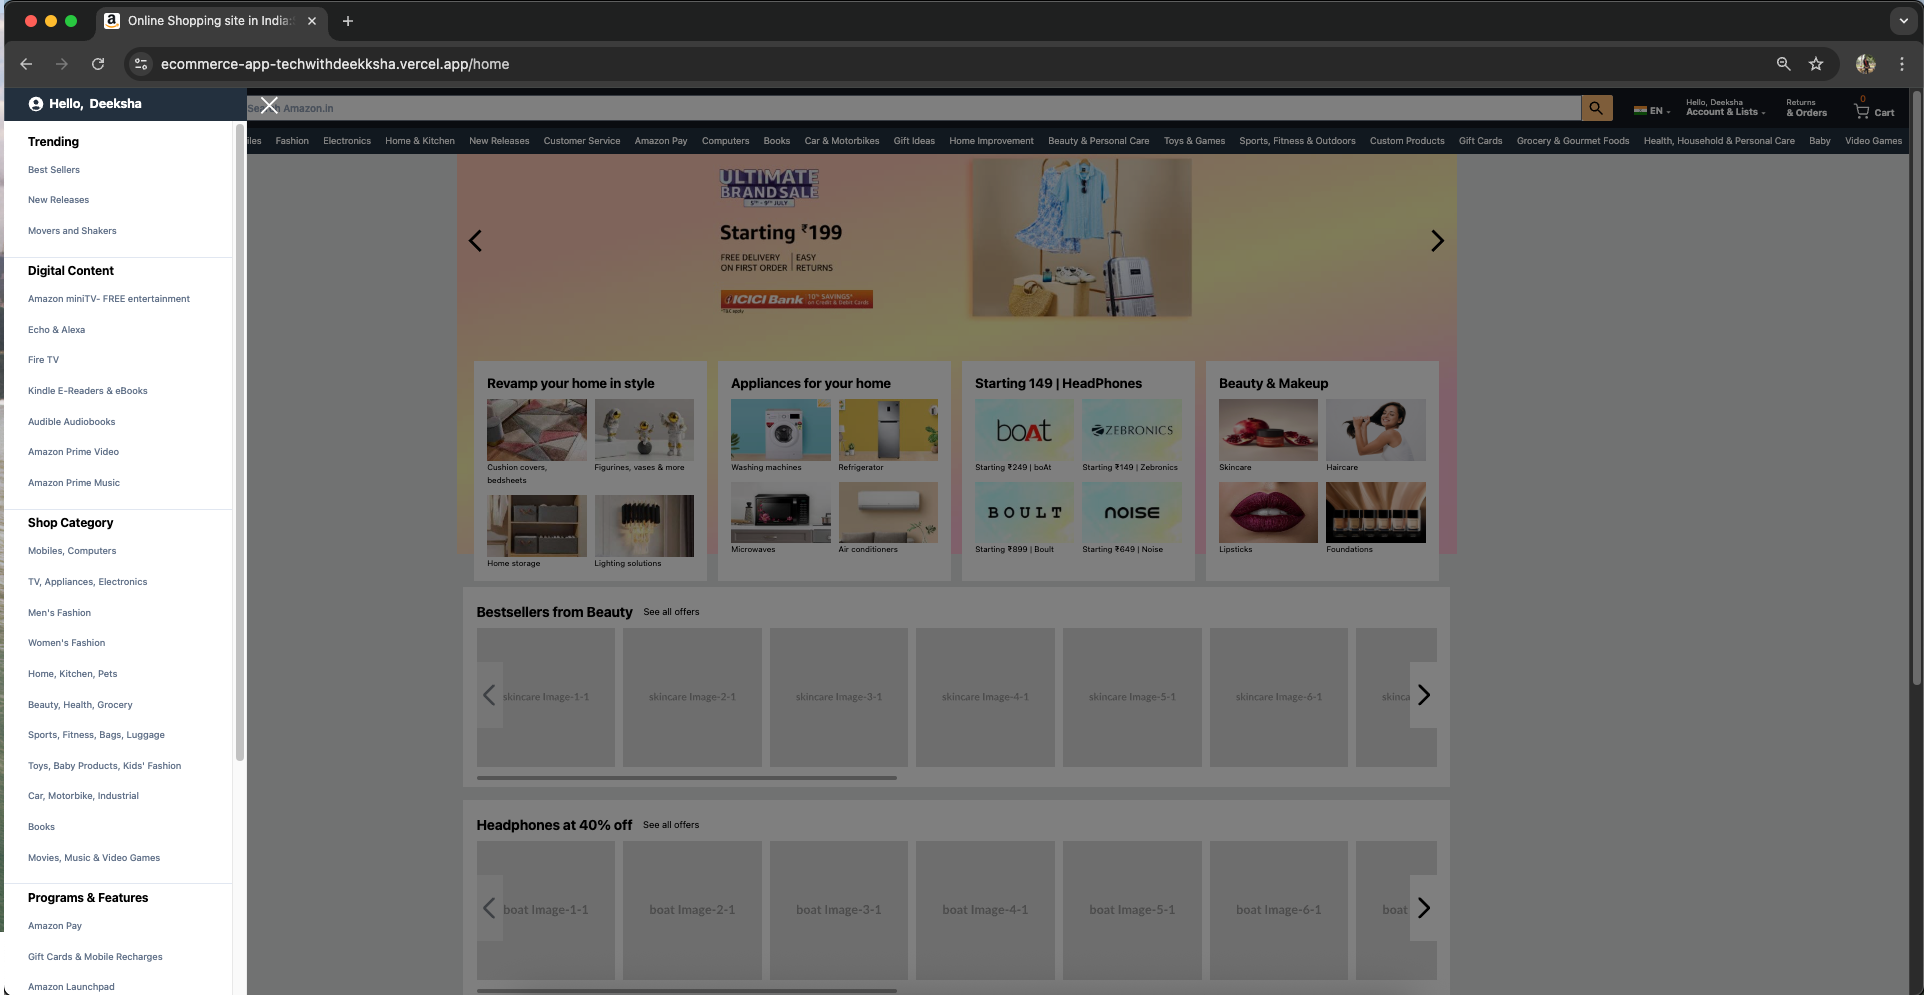 Online Shopping site in India:
ecommerce-app-techwithdeekksha.vercel.app/home
Hello, Deeksha
Trending
Best Sellers
New Releases
Movers and Shakers
Digital Content
Amazon miniTV- FREE entertainment
Echo & Alexa
Fire TV
Kindle E-Readers & eBooks
Audible Audiobooks
Amazon Prime Video
Amazon Prime Music
Shop Category
Mobiles, Computers
TV, Appliances, Electronics
Men's Fashion
Women's Fashion
Home, Kitchen, Pets
Beauty, Health, Grocery
Sports, Fitness, Bags, Luggage
Toys, Baby Products, Kids' Fashion
Car, Motorbike, Industrial
Books
Movies, Music & Video Games
Programs & Features
Amazon Pay
Gift Cards & Mobile Recharges
Amazon Launchpad
Search Amazon.in
EN
Hello, Deeksha
Account & Lists
Returns
& Orders
0
Cart
iles Fashion Electronics Home & Kitchen New Releases Customer Service Amazon Pay Computers Books Car & Motorbikes Gift Ideas Home Improvement Beauty & Personal Care Toys & Games Sports, Fitness & Outdoors Custom Products Gift Cards Grocery & Gourmet Foods Health, Household & Personal Care Baby Video Games
ULTIMATE
BRAND SALE
5TH - 9TH JULY
Starting ₹199
FREE DELIVERY
ON FIRST ORDER
EASY
RETURNS
ICICI Bank
10% SAVINGS*
on Credit & Debit Cards
*T&C apply
Revamp your home in style
Cushion covers,
bedsheets
Figurines, vases & more
Home storage
Lighting solutions
Appliances for your home
Washing machines
Refrigerator
Microwaves
Air conditioners
Starting 149 | HeadPhones
boAt
ZEBRONICS
Starting ₹249 | boAt
Starting ₹149 | Zebronics
BOULT
noise
Starting ₹899 | Boult
Starting ₹649 | Noise
Beauty & Makeup
Skincare
Haircare
Lipsticks
Foundations
Bestsellers from Beauty See all offers
skincare Image-1-1
skincare Image-2-1
skincare Image-3-1
skincare Image-4-1
skincare Image-5-1
skincare Image-6-1
skinca
Headphones at 40% off See all offers
boat Image-1-1
boat Image-2-1
boat Image-3-1
boat Image-4-1
boat Image-5-1
boat Image-6-1
boat